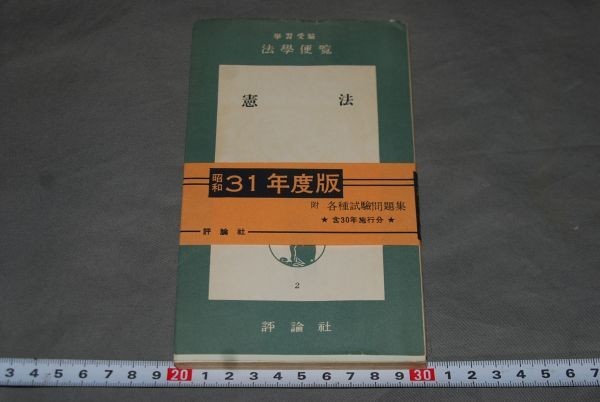 學習受驗
法學便覧
憲法
昭和31年度版
附 各種試驗問題集
★ 含30年施行分 ★
評論社
2
評論社
3 4 5 6 7 8 9 20 1 2 3 4 5 6 7 8 9 30 1 2 3 4 5 6 7